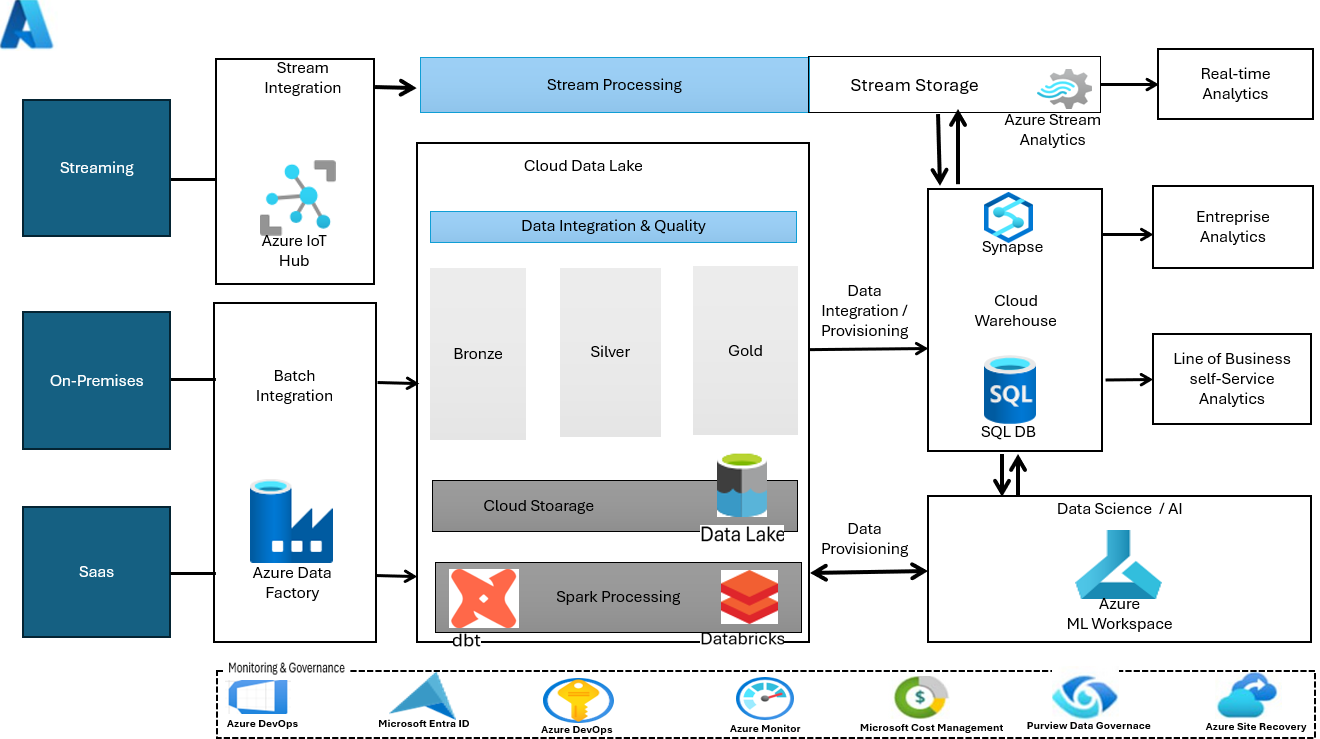 Stream
Integration
Stream Processing
Stream Storage
Real-time
Analytics
Azure Stream
Analytics
Streaming
Azure IoT
Hub
Cloud Data Lake
Data Integration & Quality
Synapse
Entreprise
Analytics
Bronze
Silver
Gold
Data
Integration /
Provisioning
Cloud
Warehouse
On-Premises
Batch
Integration
Line of Business
self-Service
Analytics
SQL
SQL DB
Cloud Stoarage
Data Lake
Data
Provisioning
Data Science / AI
Saas
Azure Data
Factory
Spark Processing
dbt
Databricks
Azure
ML Workspace
Monitoring & Governance
Azure DevOps
Microsoft Entra ID
Azure DevOps
Azure Monitor
Microsoft Cost Management
Purview Data Governace
Azure Site Recovery